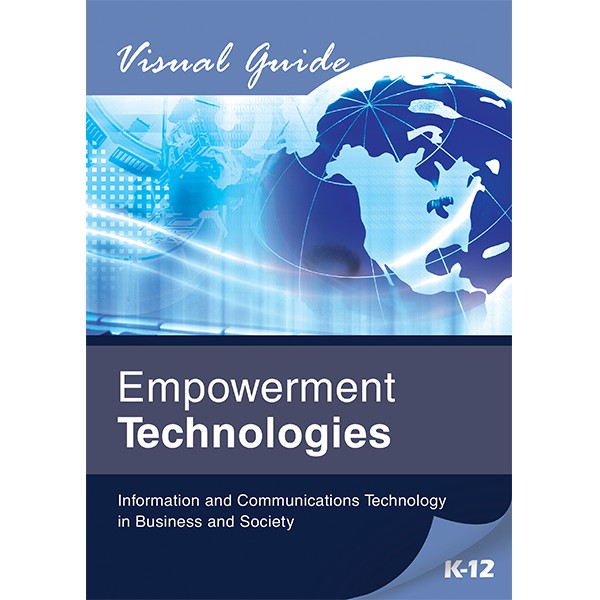 Visual Guide
Empowerment
Technologies
Information and Communications Technology
in Business and Society
K-12